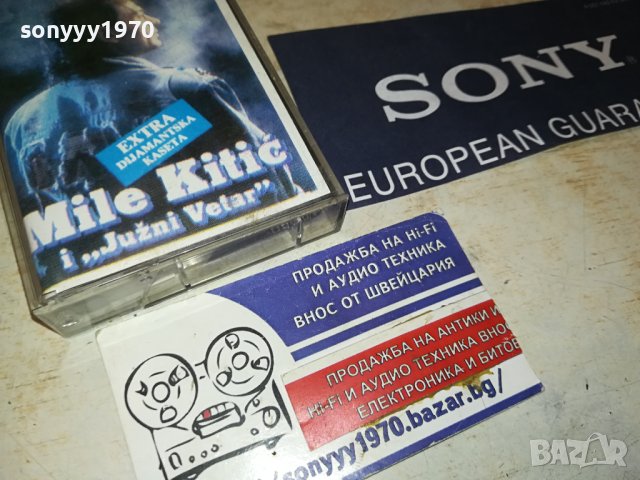 sonyyy1970
EXTRA
DIJAMANTSKA
KASETA
Mile Kitić
i „Južni Vetar"
SONY
EUROPEAN GUARA
ПРОДАЖБА НА Hi-Fi
И АУДИО ТЕХНИКА
ВНОС ОТ ШВЕЙЦАРИЯ
ПРОДАЖБА НА АНТИКИ И
Hi-Fi И АУДИО ТЕХНИКА ВНОС
ЕЛЕКТРОНИКА И БИТОВ
/sonyyy1970.bazar.bg/
sonyyy1970
BAZAR